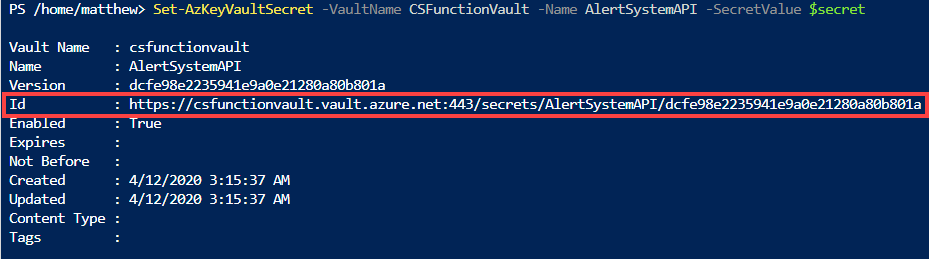 PS /home/matthew> Set-AzKeyVaultSecret -VaultName CSFunctionVault -Name AlertSystemAPI -SecretValue $secret
Vault Name   : csfunctionvault
Name         : AlertSystemAPI
Version      : dcfe98e2235941e9a0e21280a80b801a
Id           : https://csfunctionvault.vault.azure.net:443/secrets/AlertSystemAPI/dcfe98e2235941e9a0e21280a80b801a
Enabled      : True
Expires      :
Not Before   :
Created      : 4/12/2020 3:15:37 AM
Updated      : 4/12/2020 3:15:37 AM
Content Type :
Tags         :